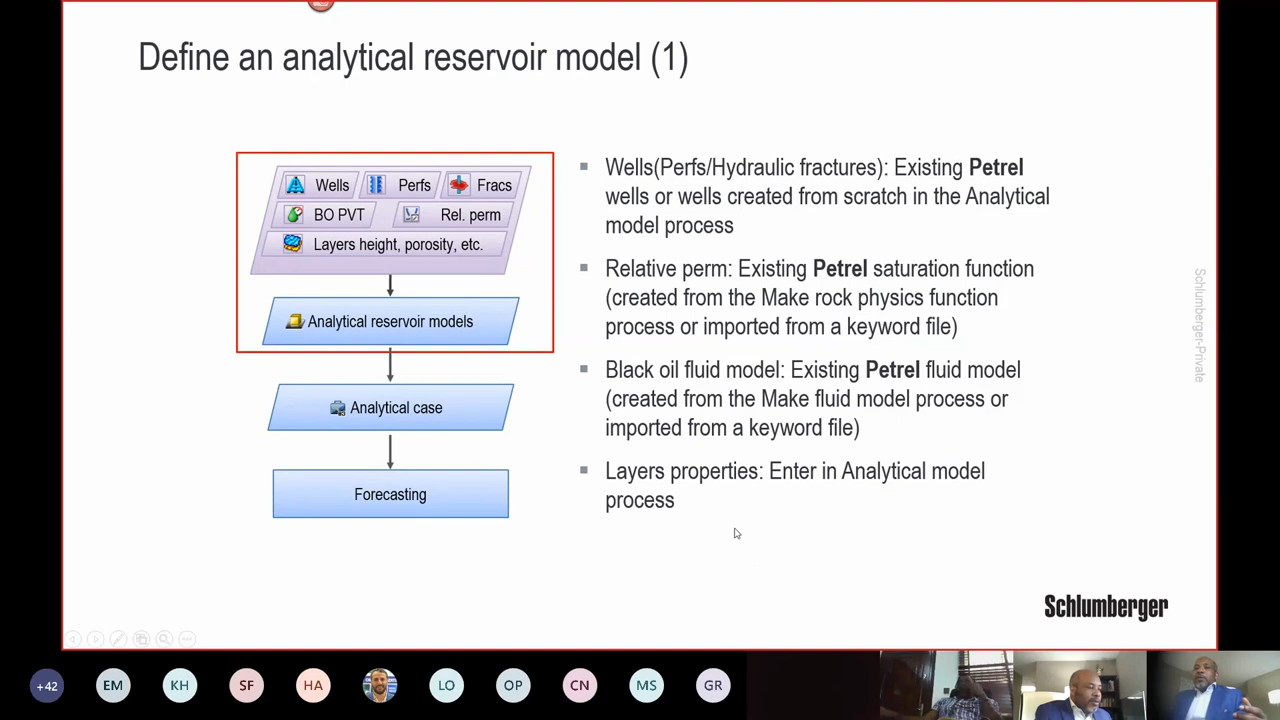 Define an analytical reservoir model (1)
Wells Perfs Fracs
BO PVT Rel. perm
Layers height, porosity, etc.
Analytical reservoir models
Analytical case
Forecasting
Wells(Perfs/Hydraulic fractures): Existing Petrel
wells or wells created from scratch in the Analytical
model process
Relative perm: Existing Petrel saturation function
(created from the Make rock physics function
process or imported from a keyword file)
Black oil fluid model: Existing Petrel fluid model
(created from the Make fluid model process or
imported from a keyword file)
Layers properties: Enter in Analytical model
process
Schlumberger-Private
Schlumberger
+42 EM KH SF HA LO OP CN MS GR